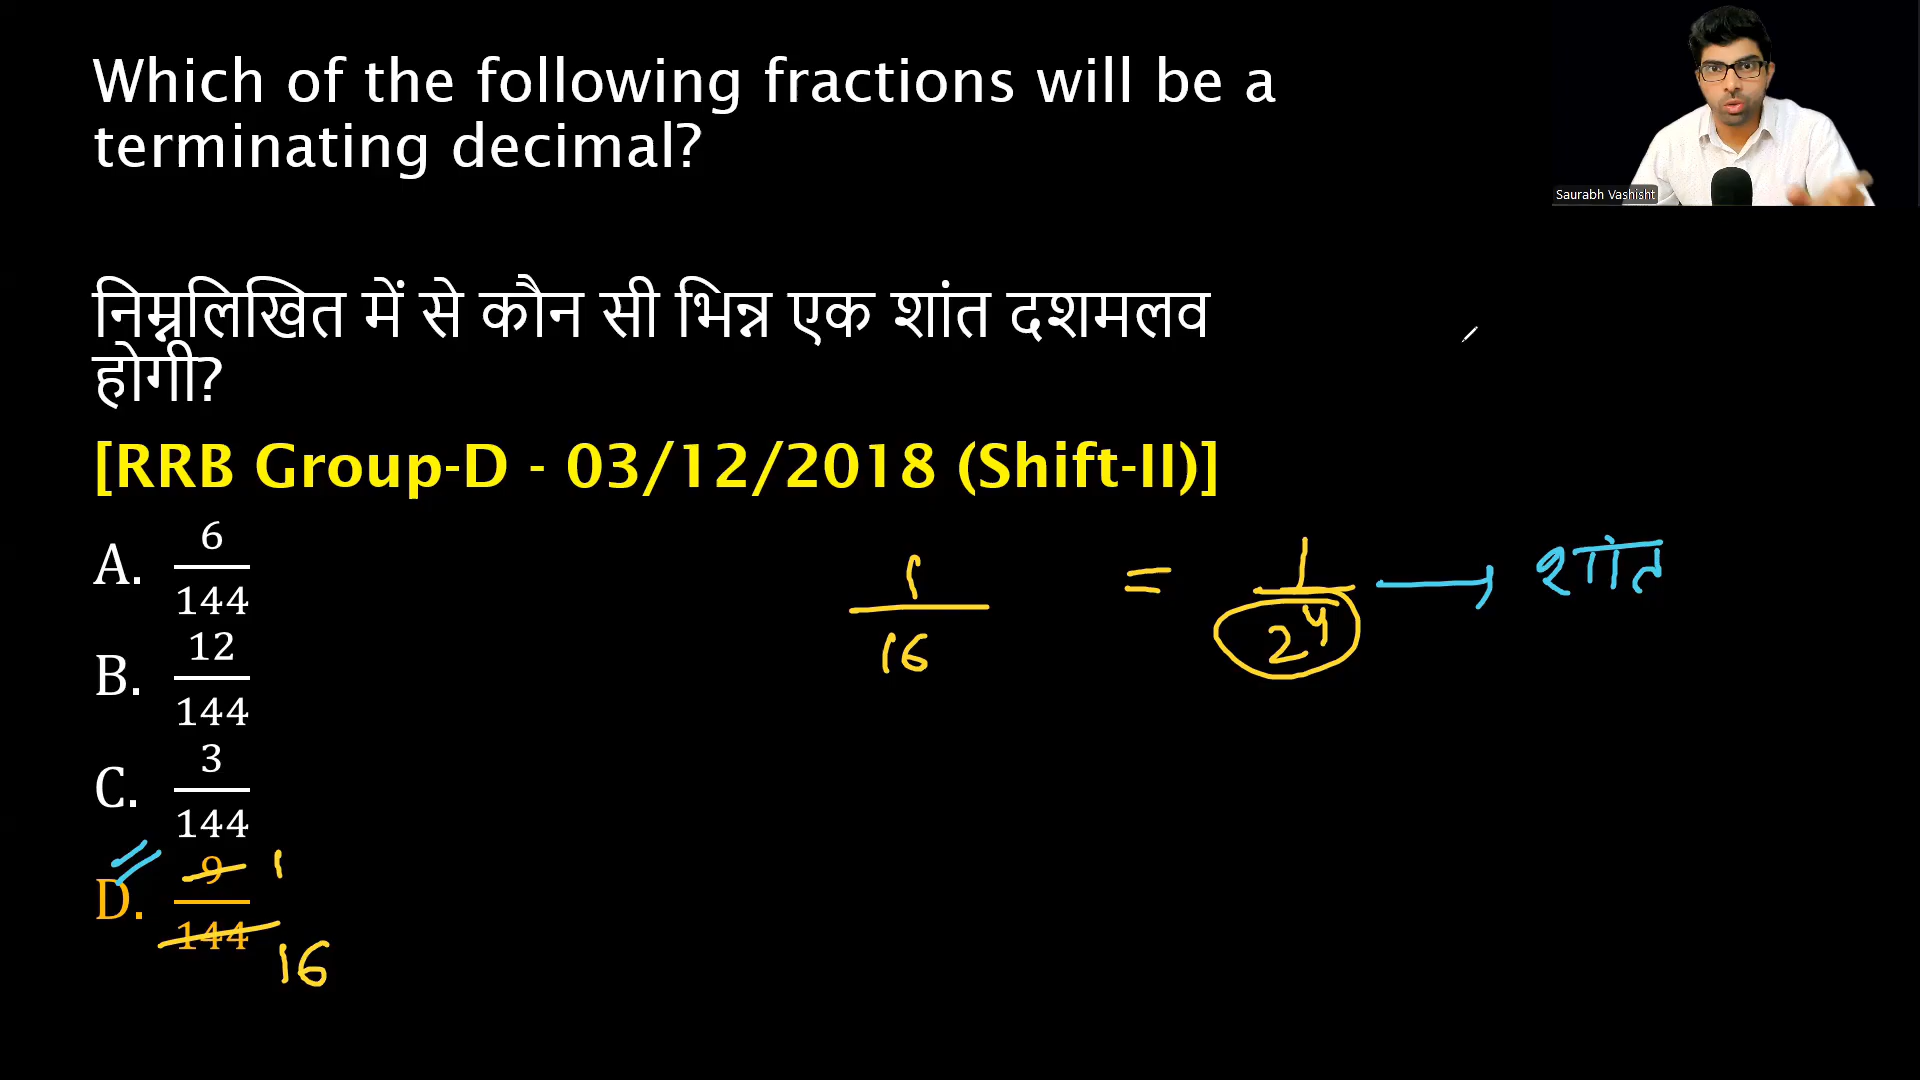 Which of the following fractions will be a
terminating decimal?
Saurabh Vashisht
निम्नलिखित में से कौन सी भिन्न एक शांत दशमलव
होगी?
[RRB Group-D - 03/12/2018 (Shift-II)]
A. 6/144
B. 12/144
C. 3/144
D. 9/144 1/16
1/16 = 1/2⁴ → शांत